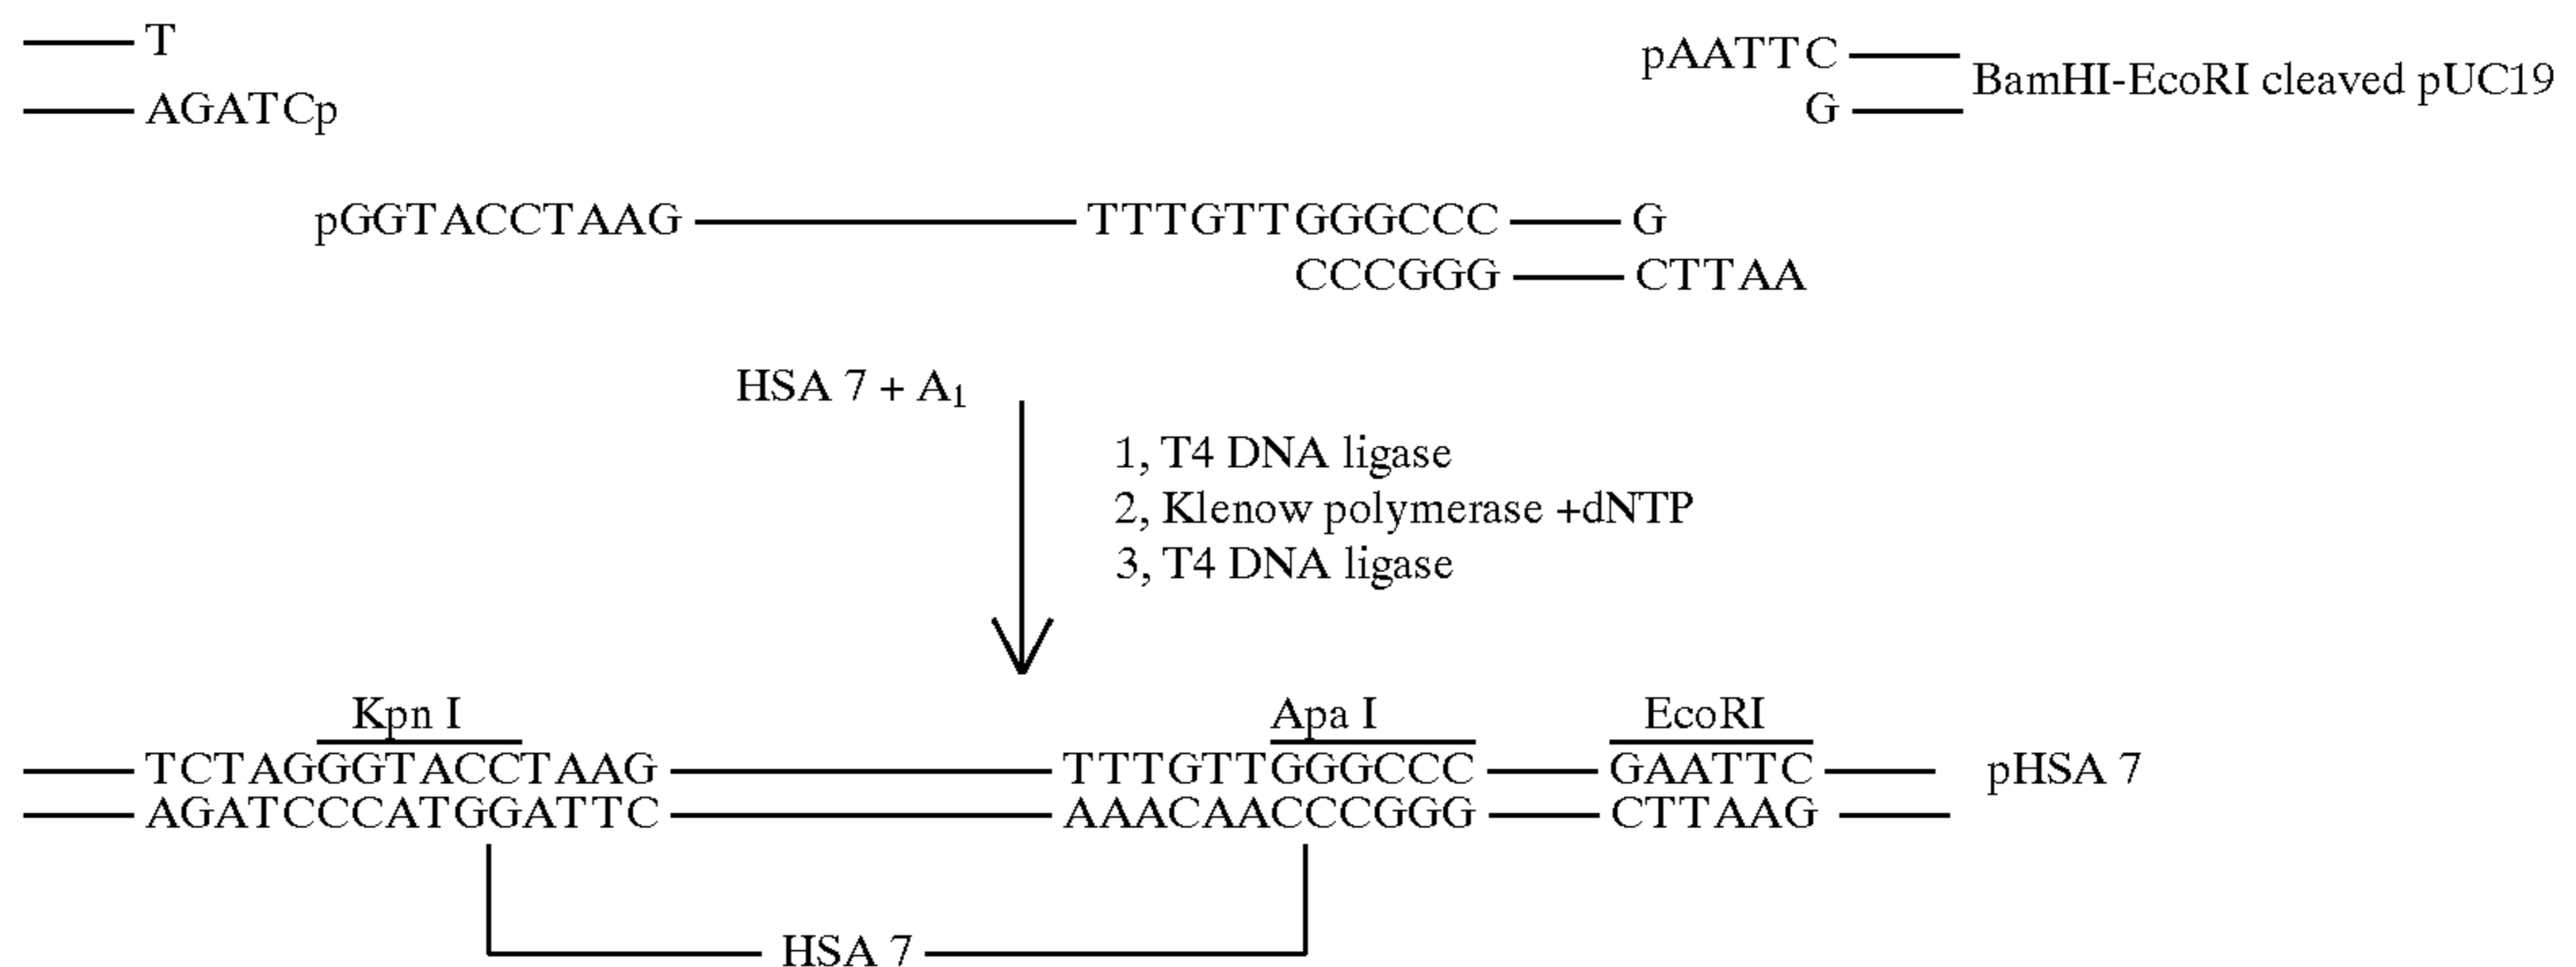 T pAATTC
AGATCp G BamHI-EcoRI cleaved pUC19
pGGTACCTAAG TTTGTTGGGCCC G
CCCGGG CTTAA
HSA 7 + A1
1, T4 DNA ligase
2, Klenow polymerase +dNTP
3, T4 DNA ligase
Kpn I Apa I EcoRI
TCTAGGGTACCTAAG TTTGTTGGGCCC GAATTC pHSA 7
AGATCCCATGGATTC AAACAACCCGGG CTTAAG
HSA 7